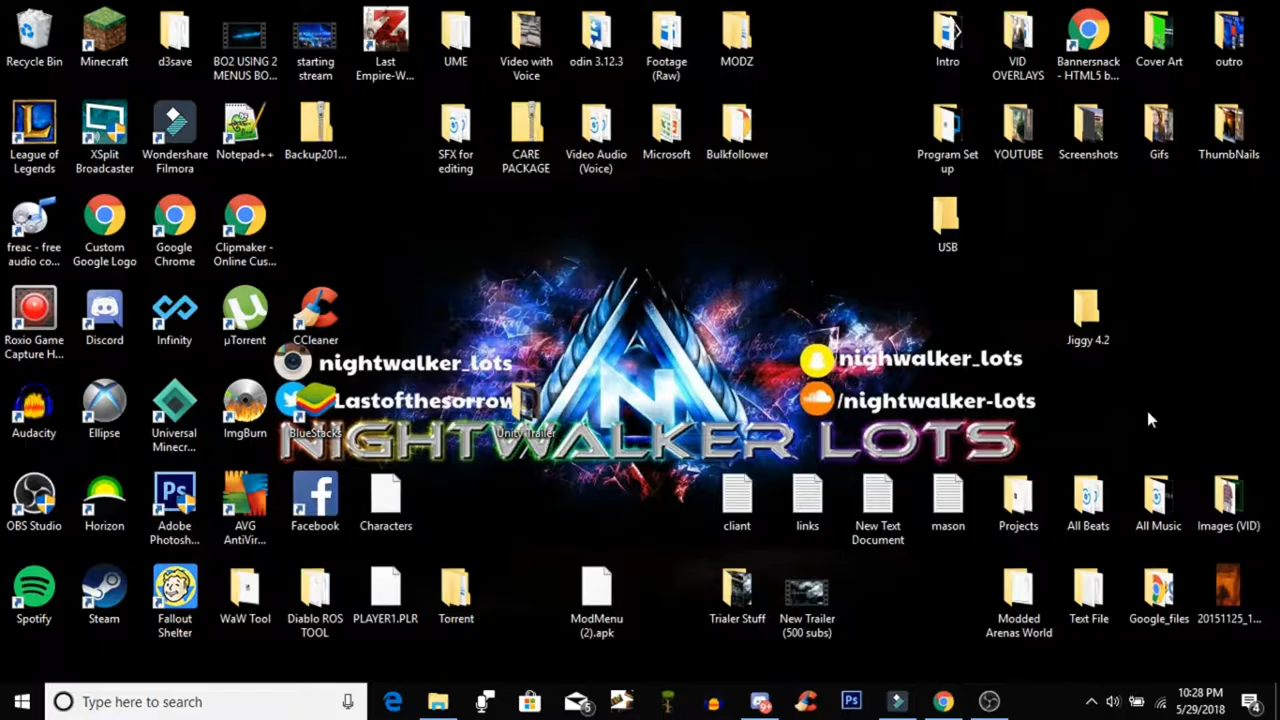 Recycle Bin
Minecraft
d3save
BO2 USING 2
MENUS BO...
starting
stream
Last
Empire-W...
UME
Video with
Voice
odin 3.12.3
Footage
(Raw)
MODZ
Intro
VID
OVERLAYS
Bannersnack
- HTML5 b...
Cover Art
outro
League of
Legends
XSplit
Broadcaster
Wondershare
Filmora
Notepad++
Backup201...
SFX for
editing
CARE
PACKAGE
Video Audio
(Voice)
Microsoft
Bulkfollower
Program Set
up
YOUTUBE
Screenshots
Gifs
ThumbNails
freac - free
audio co...
Custom
Google Logo
Google
Chrome
Clipmaker -
Online Cus...
USB
Roxio Game
Capture H...
Discord
Infinity
µTorrent
CCleaner
Jiggy 4.2
nightwalker_lots
nighwalker_lots
Lastofthesorrow
/nightwalker-lots
Audacity
Ellipse
Universal
Minecr...
ImgBurn
BlueStacks
Unity Trailer
N
NIGHTWALKER LOTS
OBS Studio
Horizon
Adobe
Photosh...
AVG
AntiVir...
Facebook
Characters
cliant
links
New Text
Document
mason
Projects
All Beats
All Music
Images (VID)
Spotify
Steam
Fallout
Shelter
WaW Tool
Diablo ROS
TOOL
PLAYER1.PLR
Torrent
ModMenu
(2).apk
Trialer Stuff
New Trailer
(500 subs)
Modded
Arenas World
Text File
Google_files
20151125_1...
Type here to search
5
Ps
10:28 PM
5/29/2018
4